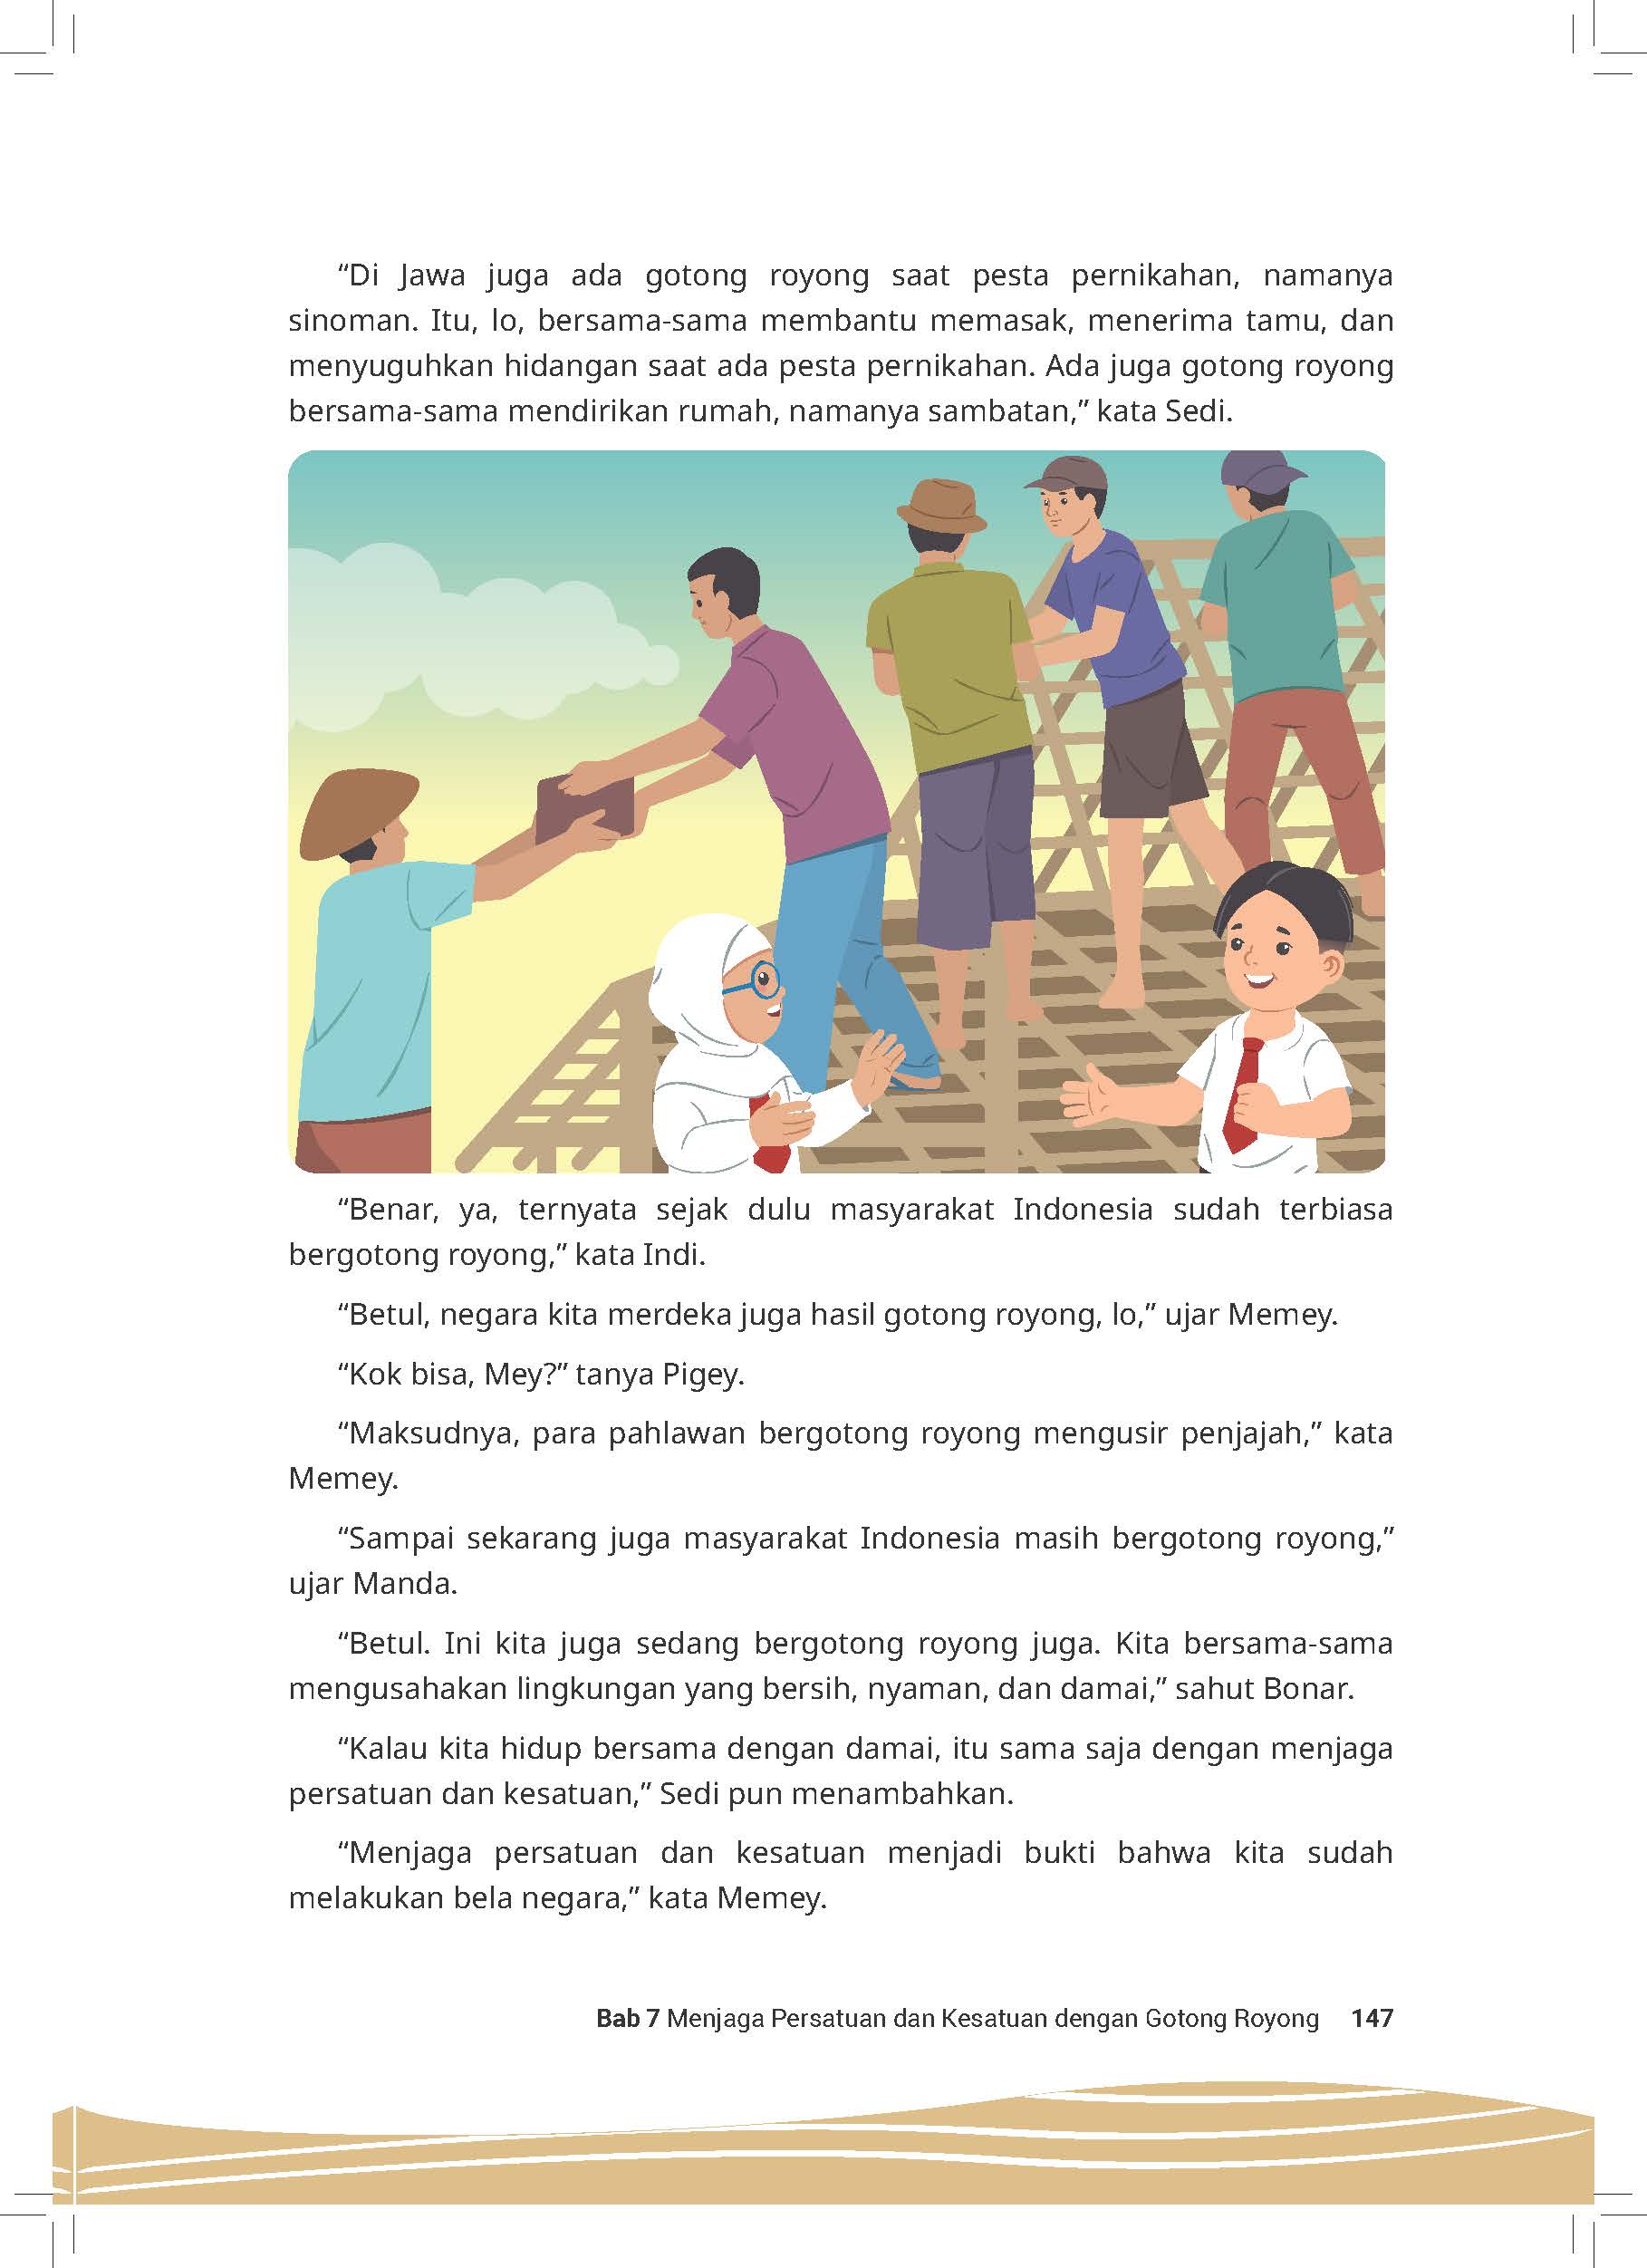 “Di Jawa juga ada gotong royong saat pesta pernikahan, namanya
sinoman. Itu, lo, bersama-sama membantu memasak, menerima tamu, dan
menyuguhkan hidangan saat ada pesta pernikahan. Ada juga gotong royong
bersama-sama mendirikan rumah, namanya sambatan,” kata Sedi.
“Benar, ya, ternyata sejak dulu masyarakat Indonesia sudah terbiasa
bergotong royong,” kata Indi.
“Betul, negara kita merdeka juga hasil gotong royong, lo,” ujar Memey.
“Kok bisa, Mey?” tanya Pigey.
“Maksudnya, para pahlawan bergotong royong mengusir penjajah,” kata
Memey.
“Sampai sekarang juga masyarakat Indonesia masih bergotong royong,”
ujar Manda.
“Betul. Ini kita juga sedang bergotong royong juga. Kita bersama-sama
mengusahakan lingkungan yang bersih, nyaman, dan damai,” sahut Bonar.
“Kalau kita hidup bersama dengan damai, itu sama saja dengan menjaga
persatuan dan kesatuan,” Sedi pun menambahkan.
“Menjaga persatuan dan kesatuan menjadi bukti bahwa kita sudah
melakukan bela negara,” kata Memey.
Bab 7 Menjaga Persatuan dan Kesatuan dengan Gotong Royong 147